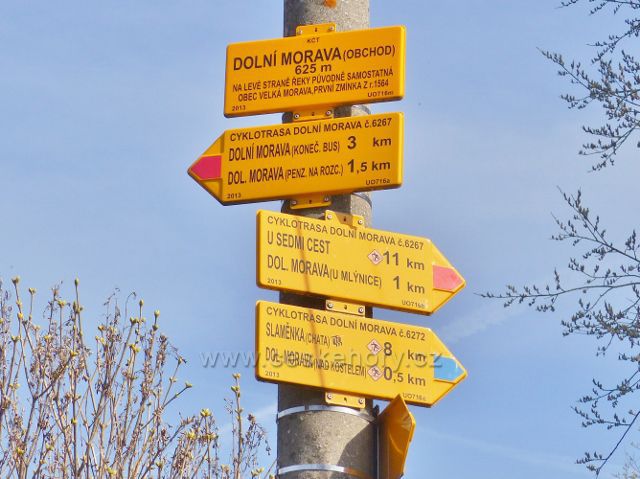 KČT
DOLNÍ MORAVA (OBCHOD)
625 m
NA LEVÉ STRANĚ ŘEKY PŮVODNĚ SAMOSTATNÁ
OBEC VELKÁ MORAVA,PRVNÍ ZMÍNKA Z r.1564
2013 UO716m
CYKLOTRASA DOLNÍ MORAVA č.6267
DOLNÍ MORAVA (KONEČ. BUS) 3 km
DOL. MORAVA (PENZ. NA ROZC.) 1,5 km
2013 UO716a
CYKLOTRASA DOLNÍ MORAVA č.6267
U SEDMI CEST 11 km
DOL. MORAVA (U MLÝNICE) 1 km
2013 UO716b
CYKLOTRASA DOLNÍ MORAVA č.6272
SLAMĚNKA (CHATA) 8 km
DOL. MORAVA (NAD KOSTELEM) 0,5 km
2013 UO716c
www.ceskehory.cz